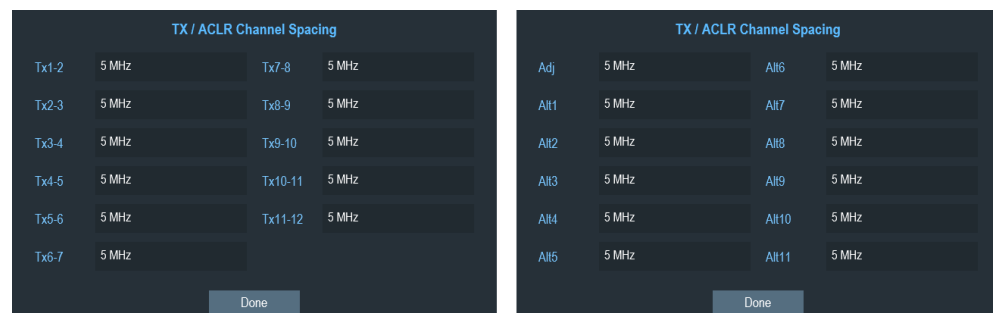 TX / ACLR Channel Spacing
Tx1-2 5 MHz Tx7-8 5 MHz
Tx2-3 5 MHz Tx8-9 5 MHz
Tx3-4 5 MHz Tx9-10 5 MHz
Tx4-5 5 MHz Tx10-11 5 MHz
Tx5-6 5 MHz Tx11-12 5 MHz
Tx6-7 5 MHz
Done
TX / ACLR Channel Spacing
Adj 5 MHz Alt6 5 MHz
Alt1 5 MHz Alt7 5 MHz
Alt2 5 MHz Alt8 5 MHz
Alt3 5 MHz Alt9 5 MHz
Alt4 5 MHz Alt10 5 MHz
Alt5 5 MHz Alt11 5 MHz
Done